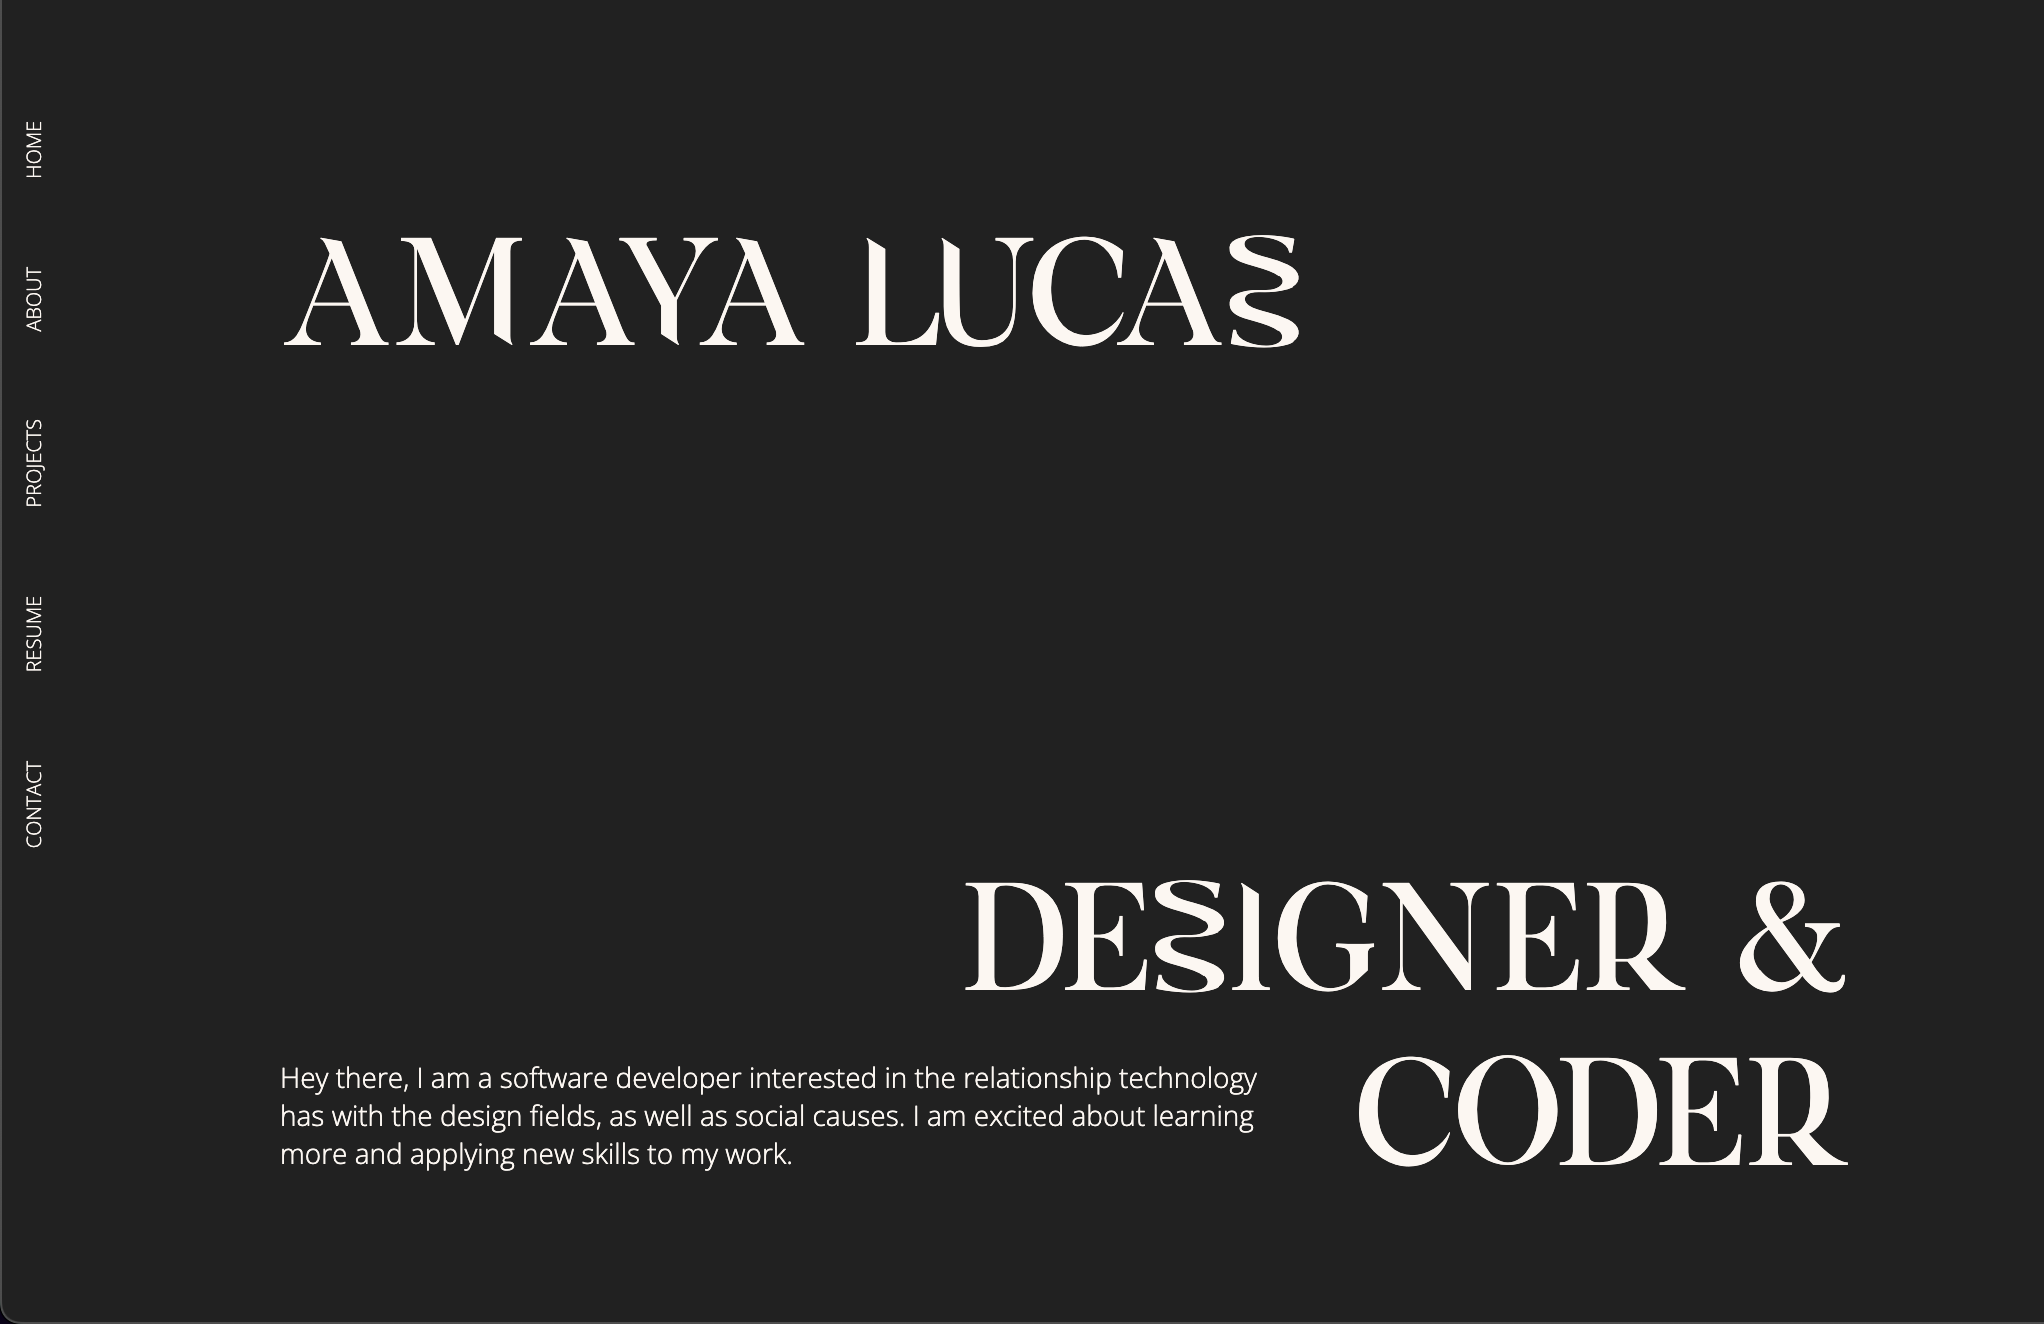 HOME
ABOUT
PROJECTS
RESUME
CONTACT
AMAYA LUCAS
DESIGNER &
CODER
Hey there, I am a software developer interested in the relationship technology
has with the design fields, as well as social causes. I am excited about learning
more and applying new skills to my work.